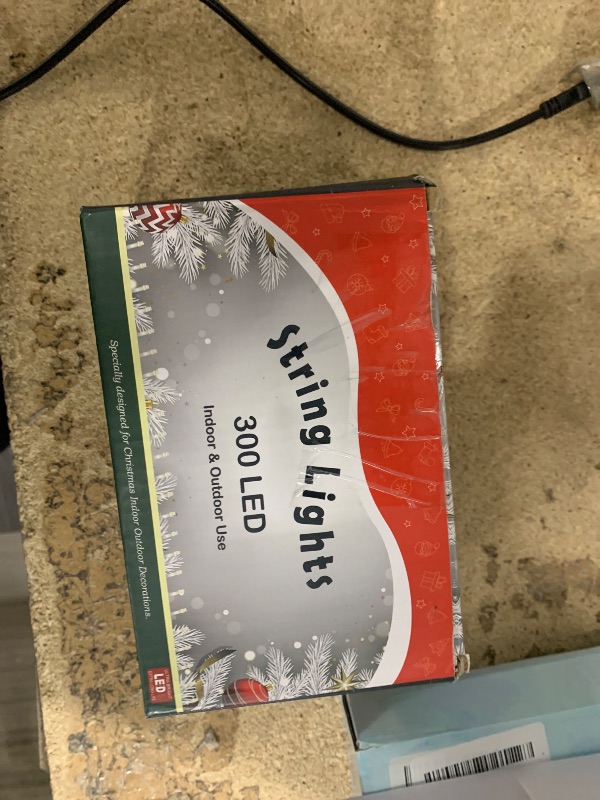 String Lights
300 LED
Indoor & Outdoor Use
Specially designed for Christmas Indoor Outdoor Decorations.
LED